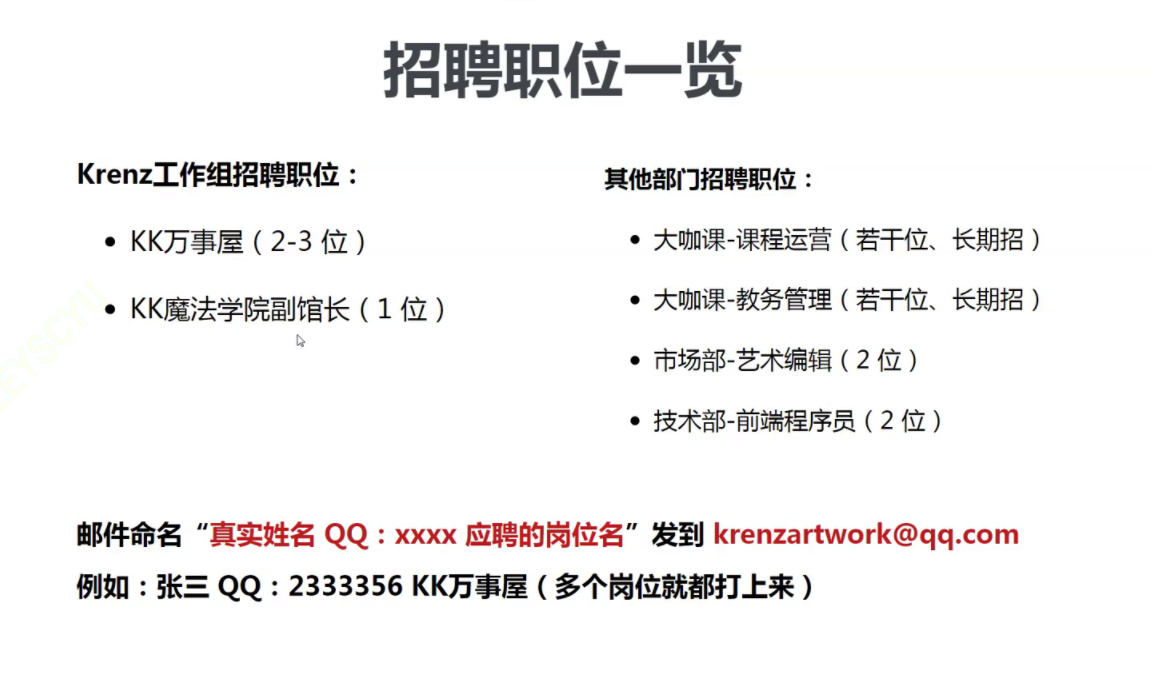 招聘职位一览
Krenz工作组招聘职位：
• KK万事屋（2-3 位）
• KK魔法学院副馆长（1 位）
其他部门招聘职位：
• 大咖课-课程运营（若干位、长期招）
• 大咖课-教务管理（若干位、长期招）
• 市场部-艺术编辑（2 位）
• 技术部-前端程序员（2 位）
邮件命名“真实姓名 QQ：xxxx 应聘的岗位名”发到 krenzartwork@qq.com
例如：张三 QQ：2333356 KK万事屋（多个岗位就都打上来）